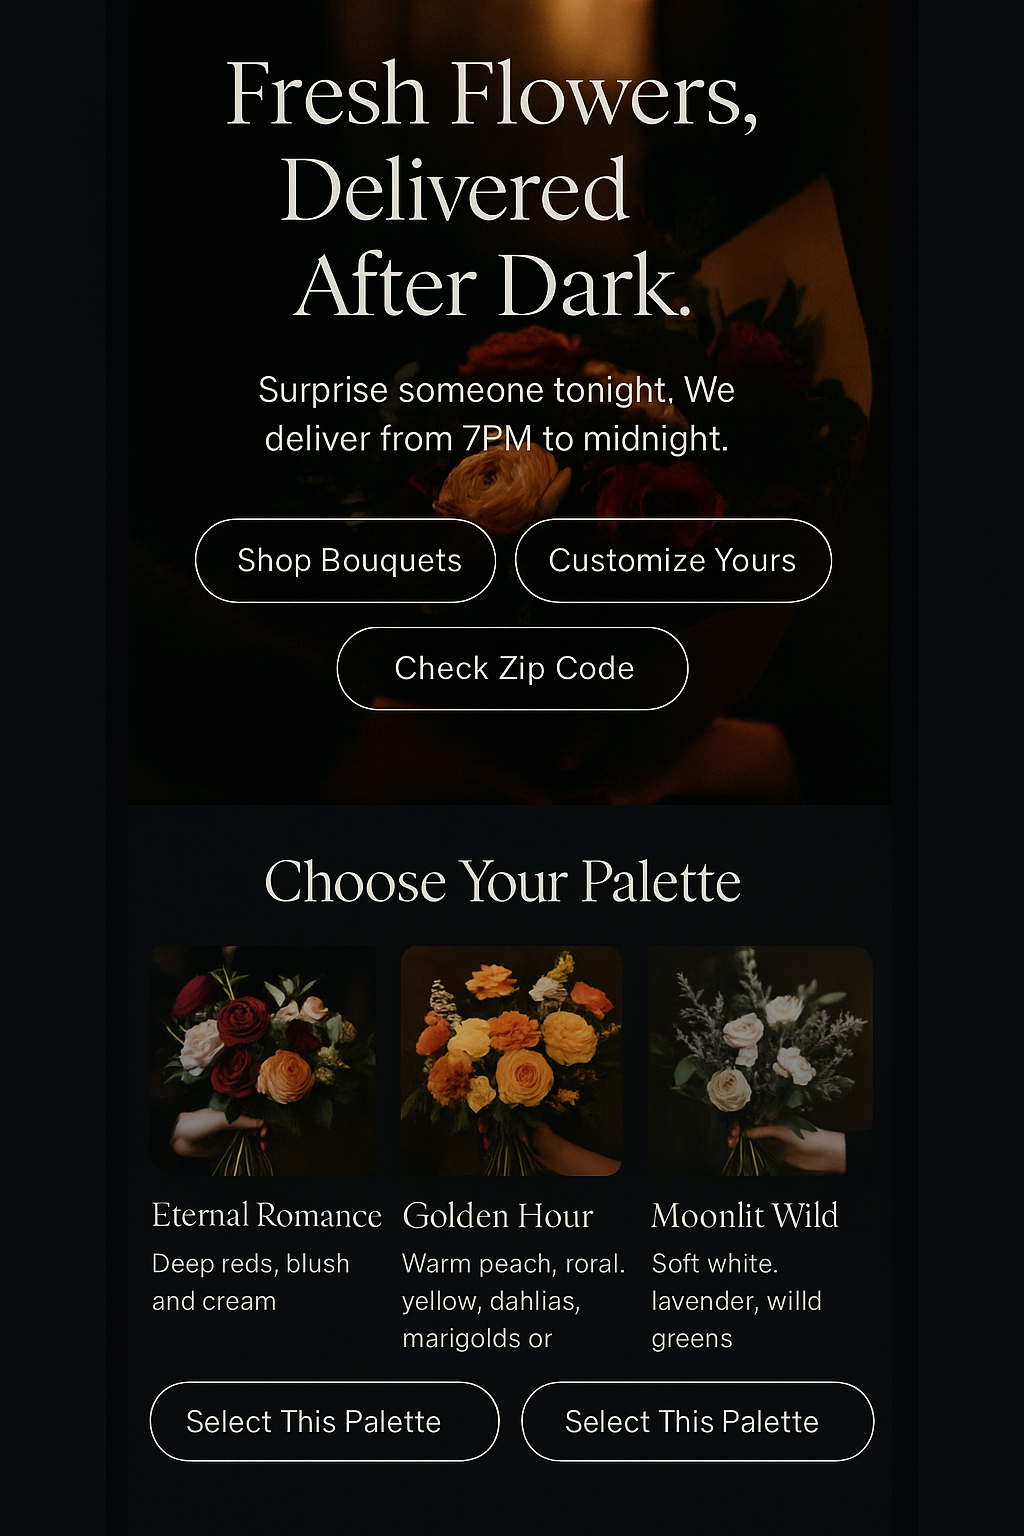 Fresh Flowers,
Delivered
After Dark.
Surprise someone tonight. We
deliver from 7PM to midnight.
Shop Bouquets
Customize Yours
Check Zip Code
Choose Your Palette
Eternal Romance
Deep reds, blush
and cream
Golden Hour
Warm peach, roral.
yellow, dahlias,
marigolds or
Moonlit Wild
Soft white.
lavender, willd
greens
Select This Palette
Select This Palette